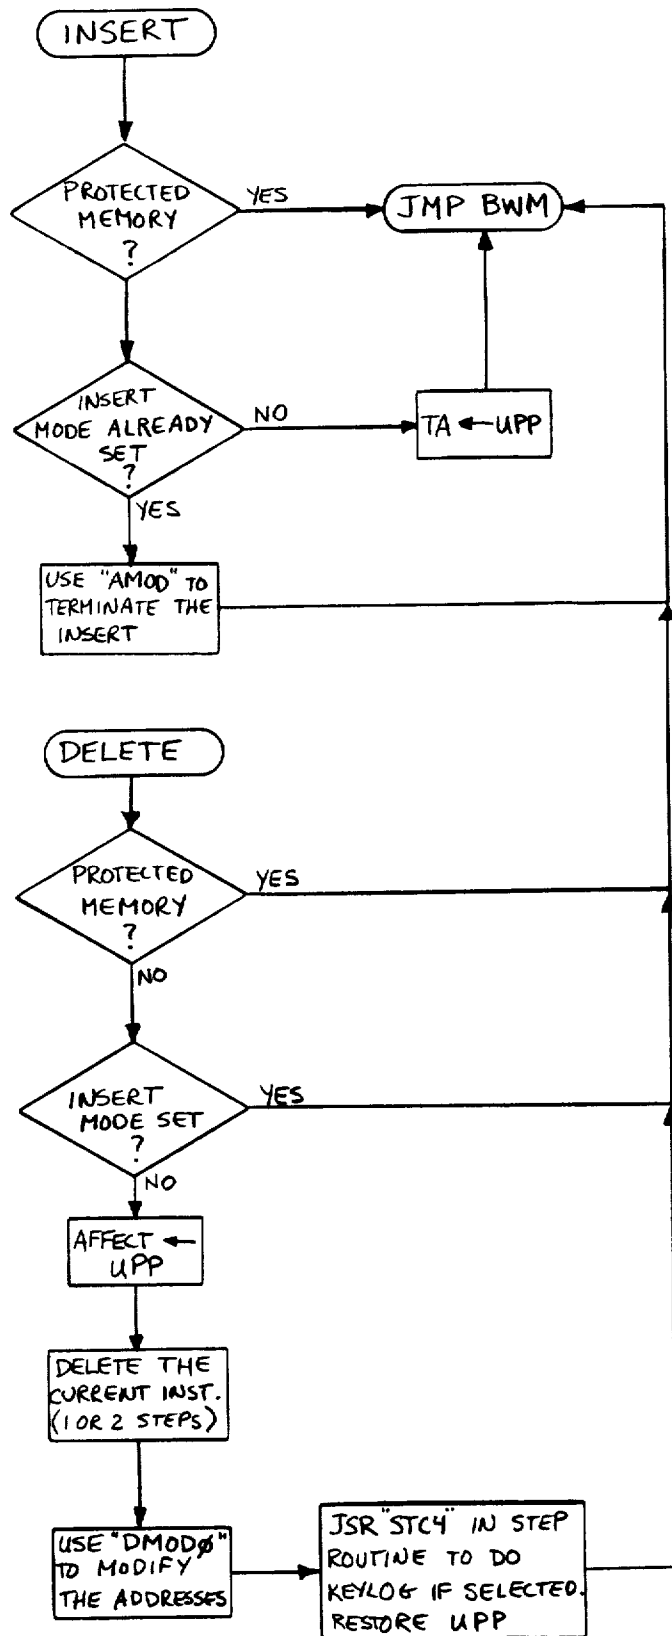 INSERT
PROTECTED
MEMORY
?
YES
JMP BWM
INSERT
MODE ALREADY
SET
?
NO
TA ← UPP
YES
USE "AMOD" TO
TERMINATE THE
INSERT
DELETE
PROTECTED
MEMORY
?
YES
NO
INSERT
MODE SET
?
YES
NO
AFFECT ←
UPP
DELETE THE
CURRENT INST.
(1 OR 2 STEPS)
USE "DMODØ"
TO MODIFY
THE ADDRESSES
JSR "STC4" IN STEP
ROUTINE TO DO
KEYLOG IF SELECTED.
RESTORE UPP